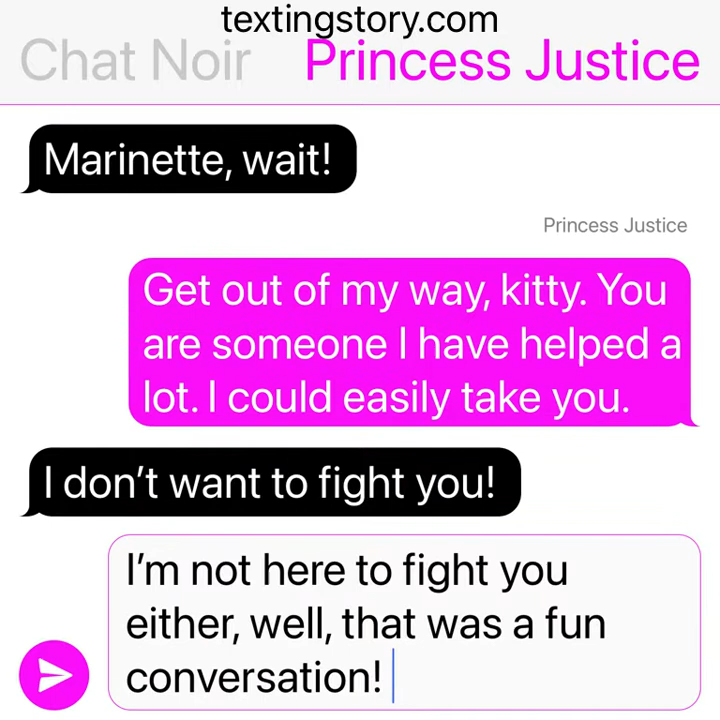 textingstory.com
Chat Noir Princess Justice
Marinette, wait!
Princess Justice
Get out of my way, kitty. You
are someone I have helped a
lot. I could easily take you.
I don’t want to fight you!
I’m not here to fight you
either, well, that was a fun
conversation!